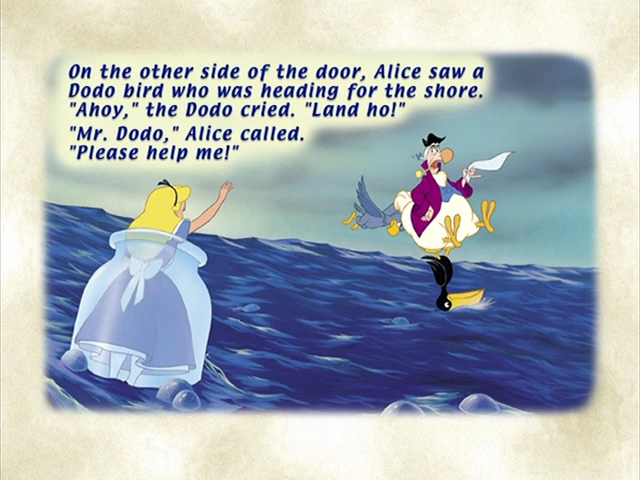 On the other side of the door, Alice saw a
Dodo bird who was heading for the shore.
"Ahoy," the Dodo cried. "Land ho!"
"Mr. Dodo," Alice called.
"Please help me!"